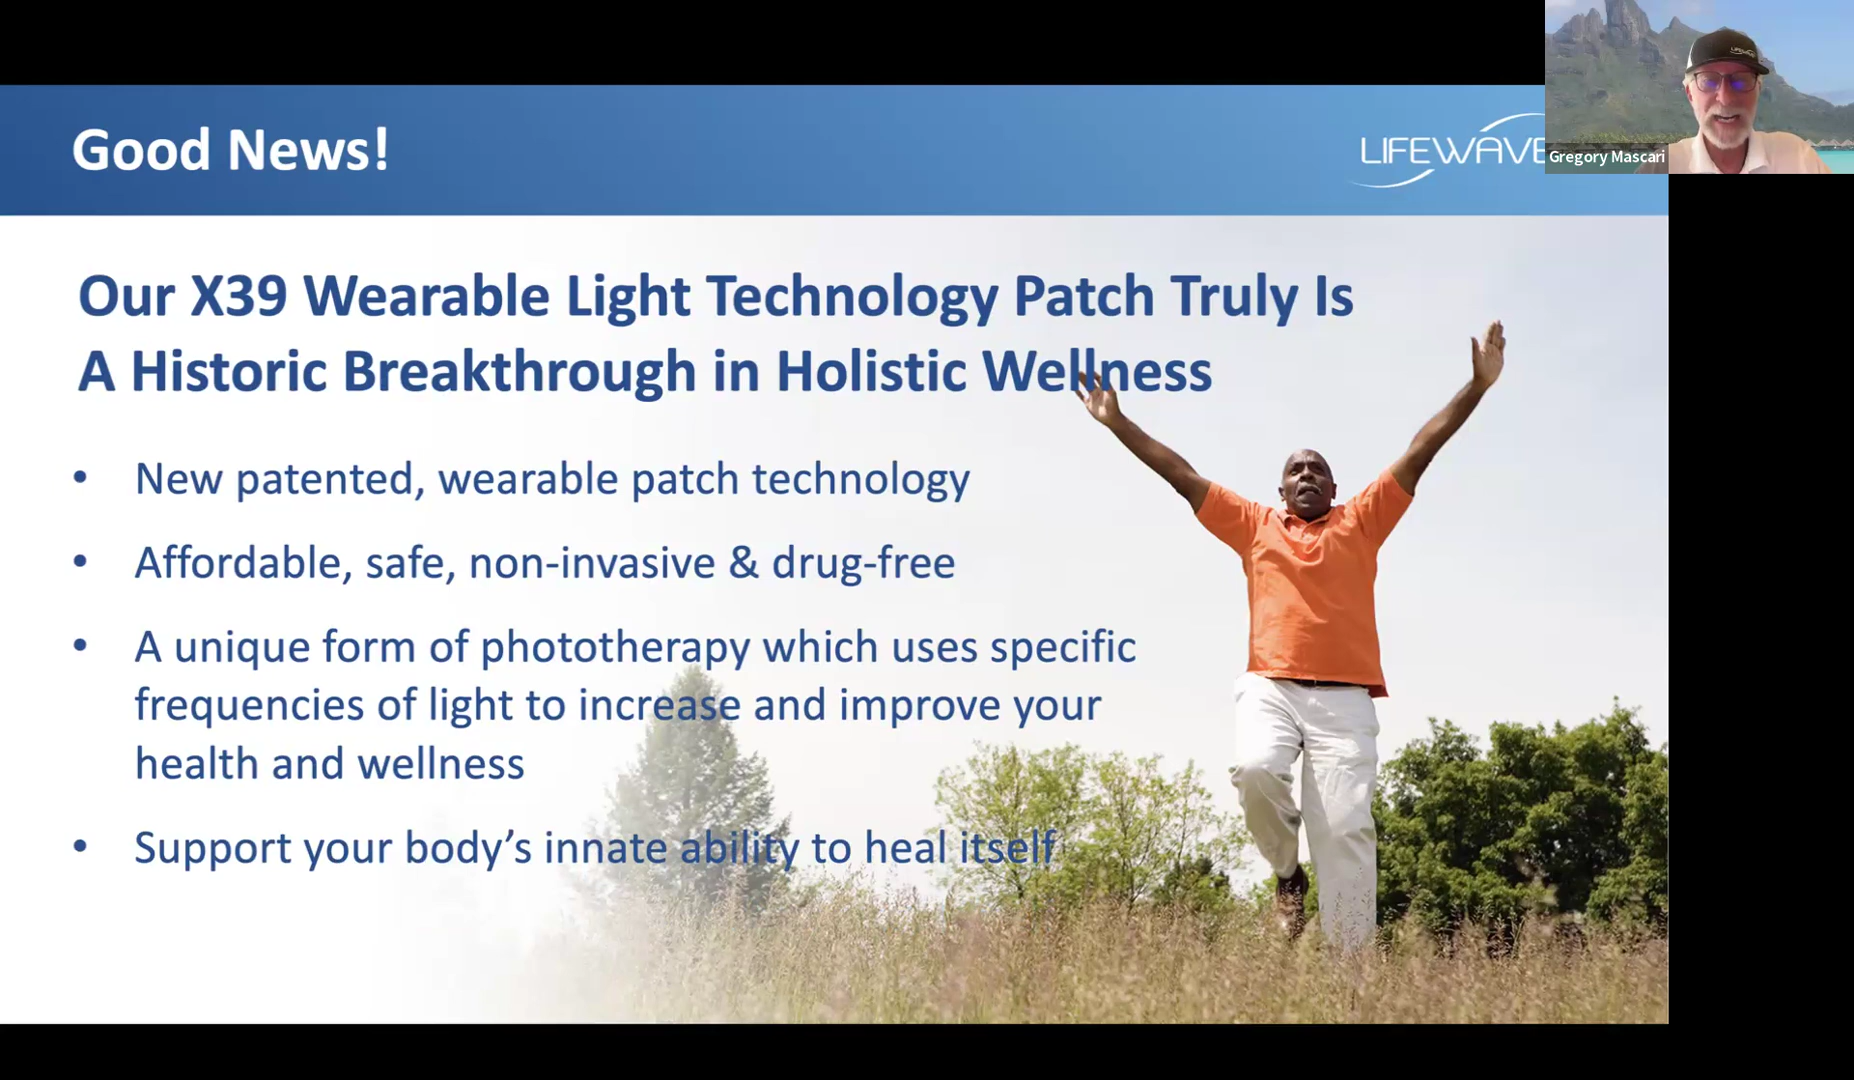 Good News!
LIFEWAVE
Gregory Mascari
Our X39 Wearable Light Technology Patch Truly Is
A Historic Breakthrough in Holistic Wellness
• New patented, wearable patch technology
• Affordable, safe, non-invasive & drug-free
• A unique form of phototherapy which uses specific
frequencies of light to increase and improve your
health and wellness
• Support your body’s innate ability to heal itself